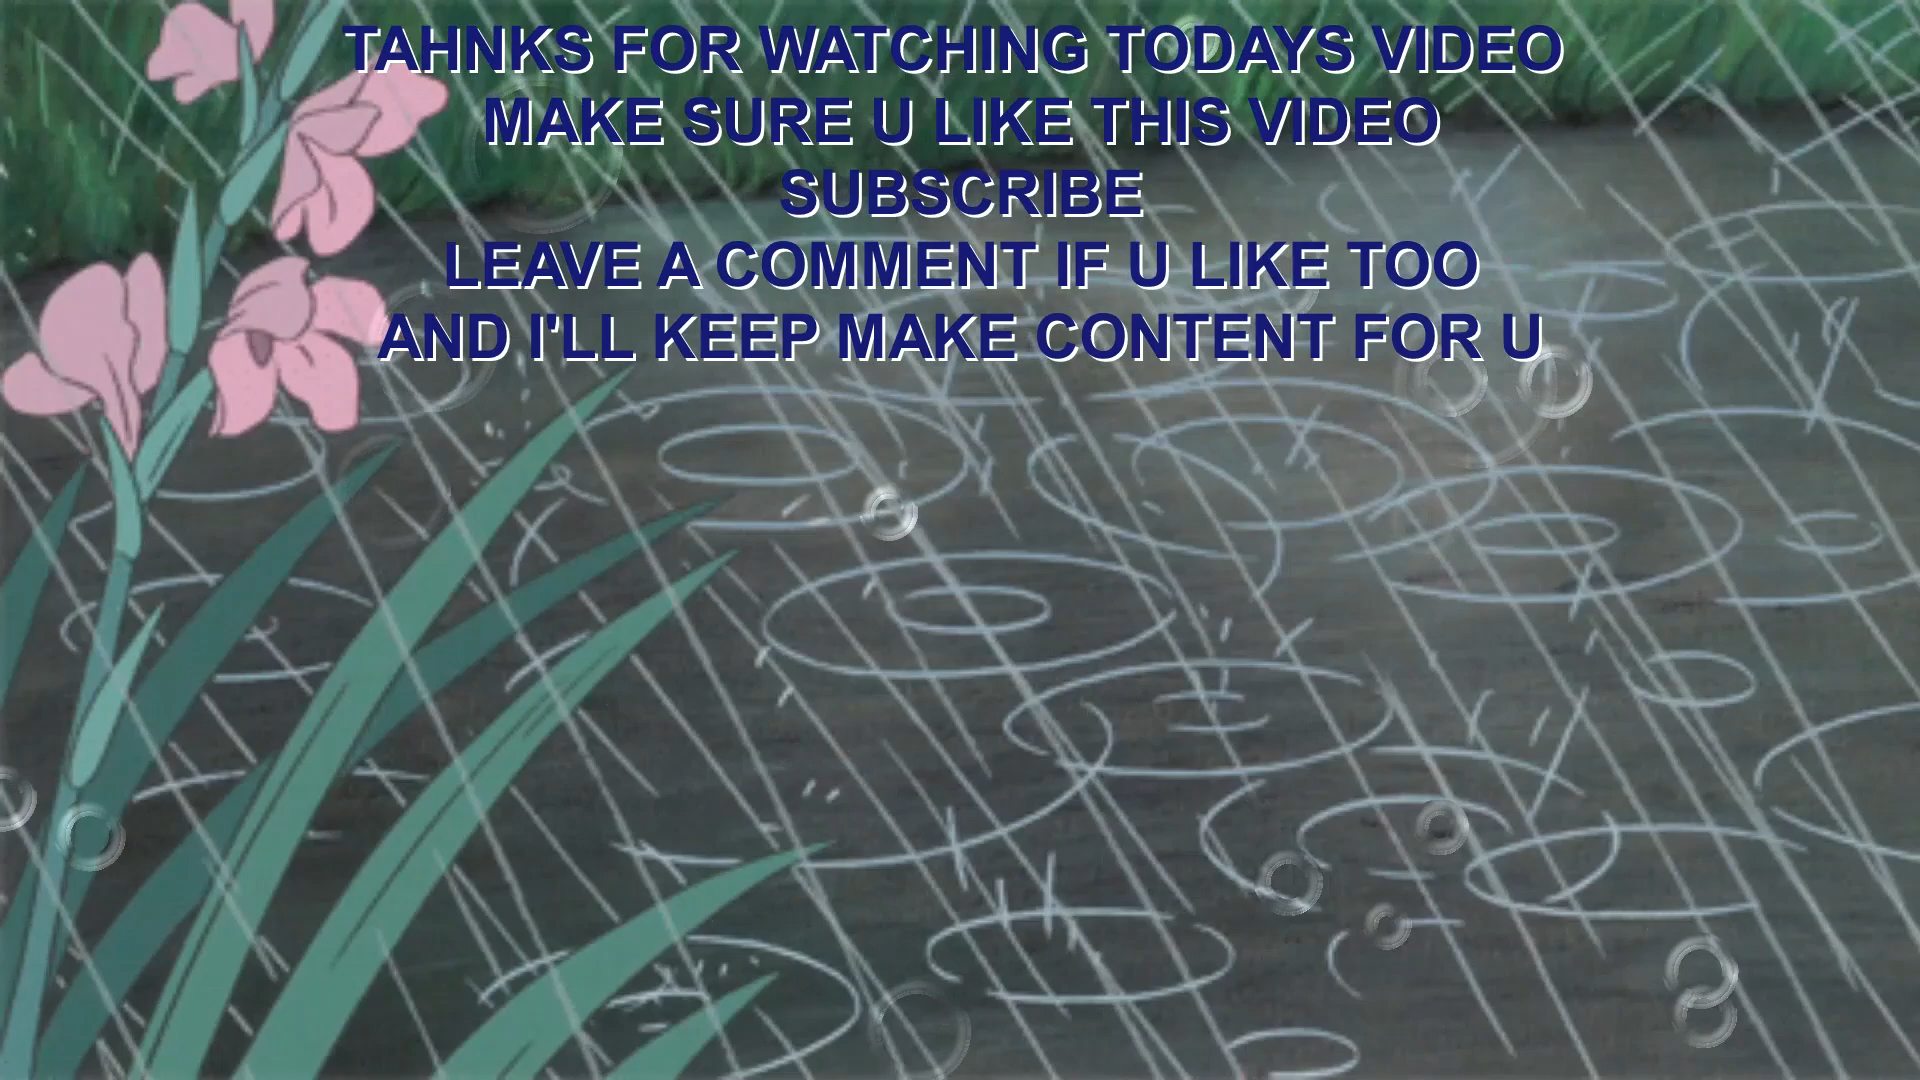 TAHNKS FOR WATCHING TODAYS VIDEO
MAKE SURE U LIKE THIS VIDEO
SUBSCRIBE
LEAVE A COMMENT IF U LIKE TOO
AND I'LL KEEP MAKE CONTENT FOR U